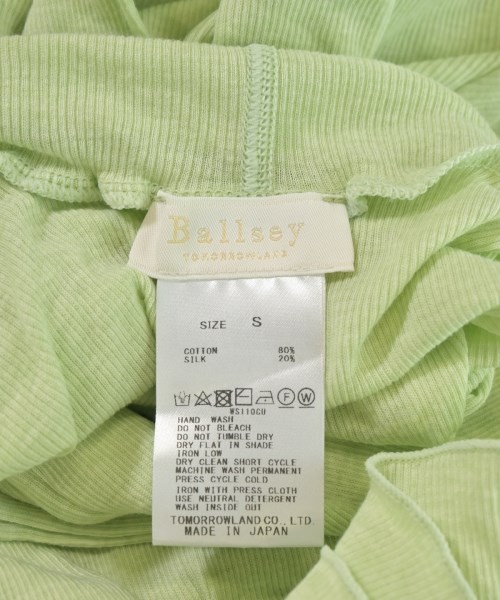 Ballsey
TOMORROWLAND
SIZE S
COTTON 80%
SILK 20%
WS110CU
HAND WASH
DO NOT BLEACH
DO NOT TUMBLE DRY
DRY FLAT IN SHADE
IRON LOW
DRY CLEAN SHORT CYCLE
MACHINE WASH PERMANENT
PRESS CYCLE COLD
IRON WITH PRESS CLOTH
USE NEUTRAL DETERGENT
WASH INSIDE OUT
TOMORROWLAND CO., LTD.
MADE IN JAPAN